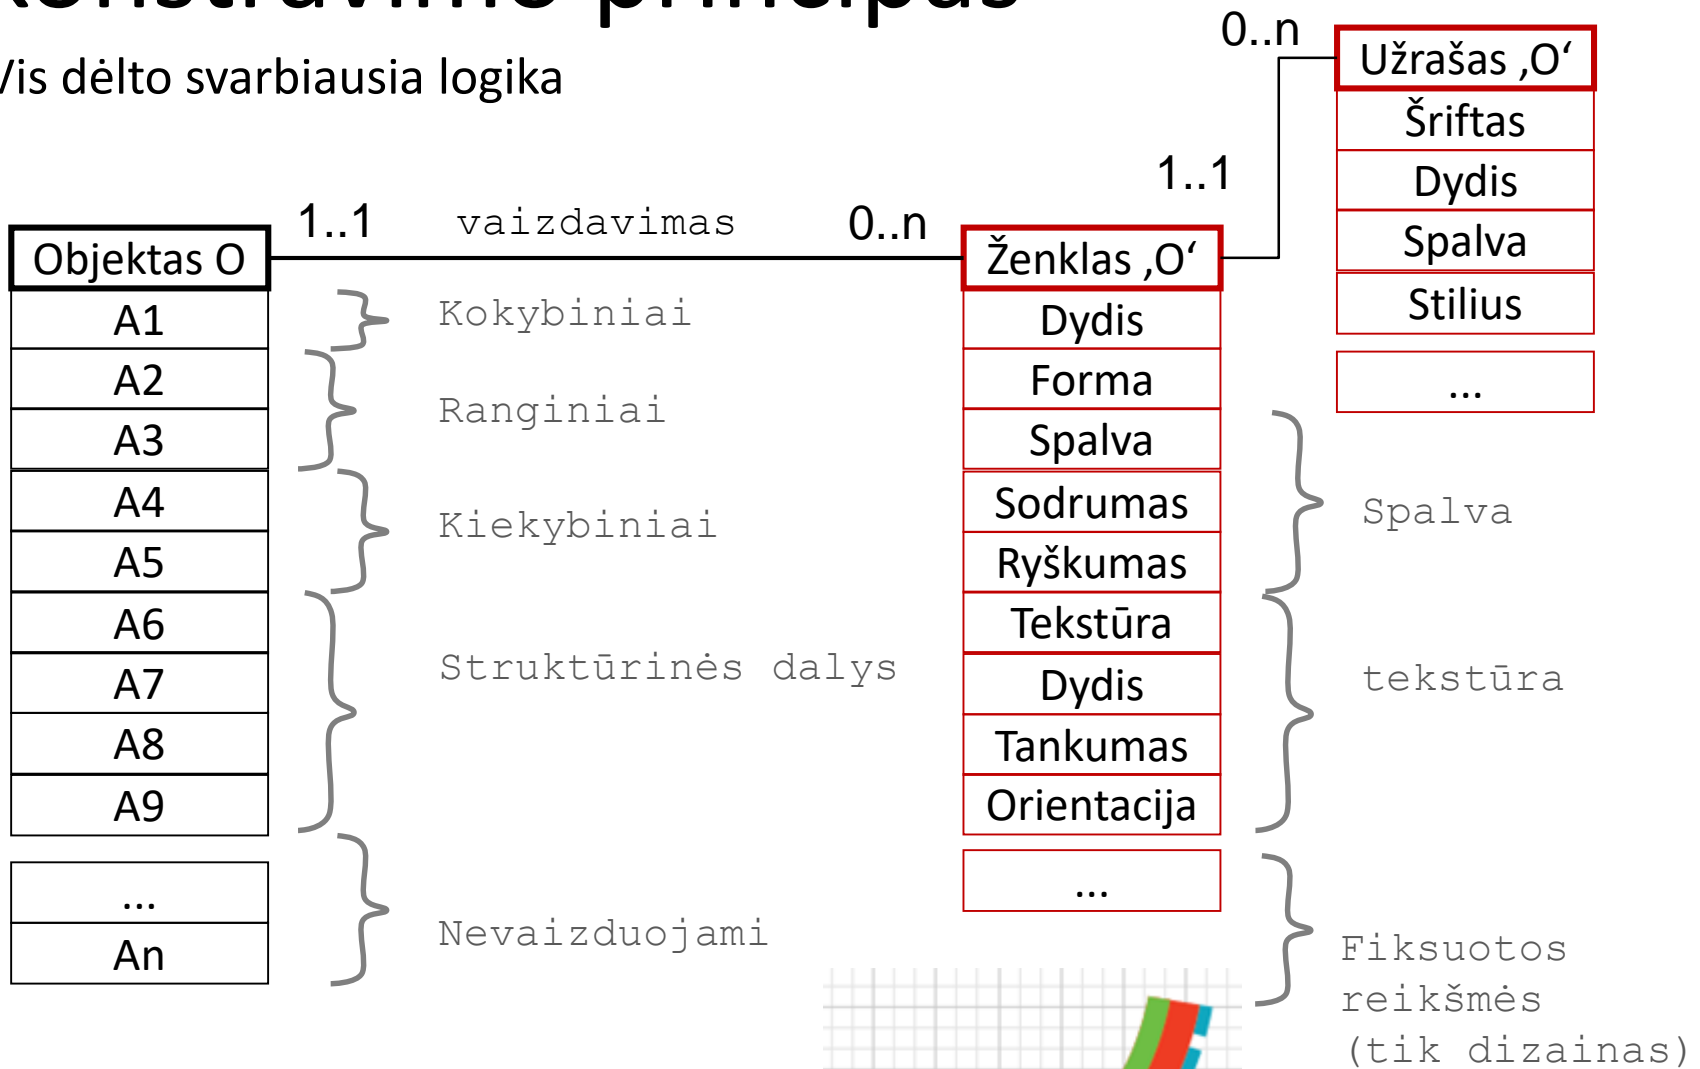 Vis dėlto svarbiausia logika
Objektas O
A1
A2
A3
A4
A5
A6
A7
A8
A9
...
An
1..1
vaizdavimas
0..n
Kokybiniai
Ranginiai
Kiekybiniai
Struktūrinės dalys
Nevaizduojami
Ženklas ‚O‘
Dydis
Forma
Spalva
Sodrumas
Ryškumas
Tekstūra
Dydis
Tankumas
Orientacija
...
1..1
0..n
Užrašas ‚O‘
Šriftas
Dydis
Spalva
Stilius
...
Spalva
tekstūra
Fiksuotos
reikšmės
(tik dizainas)